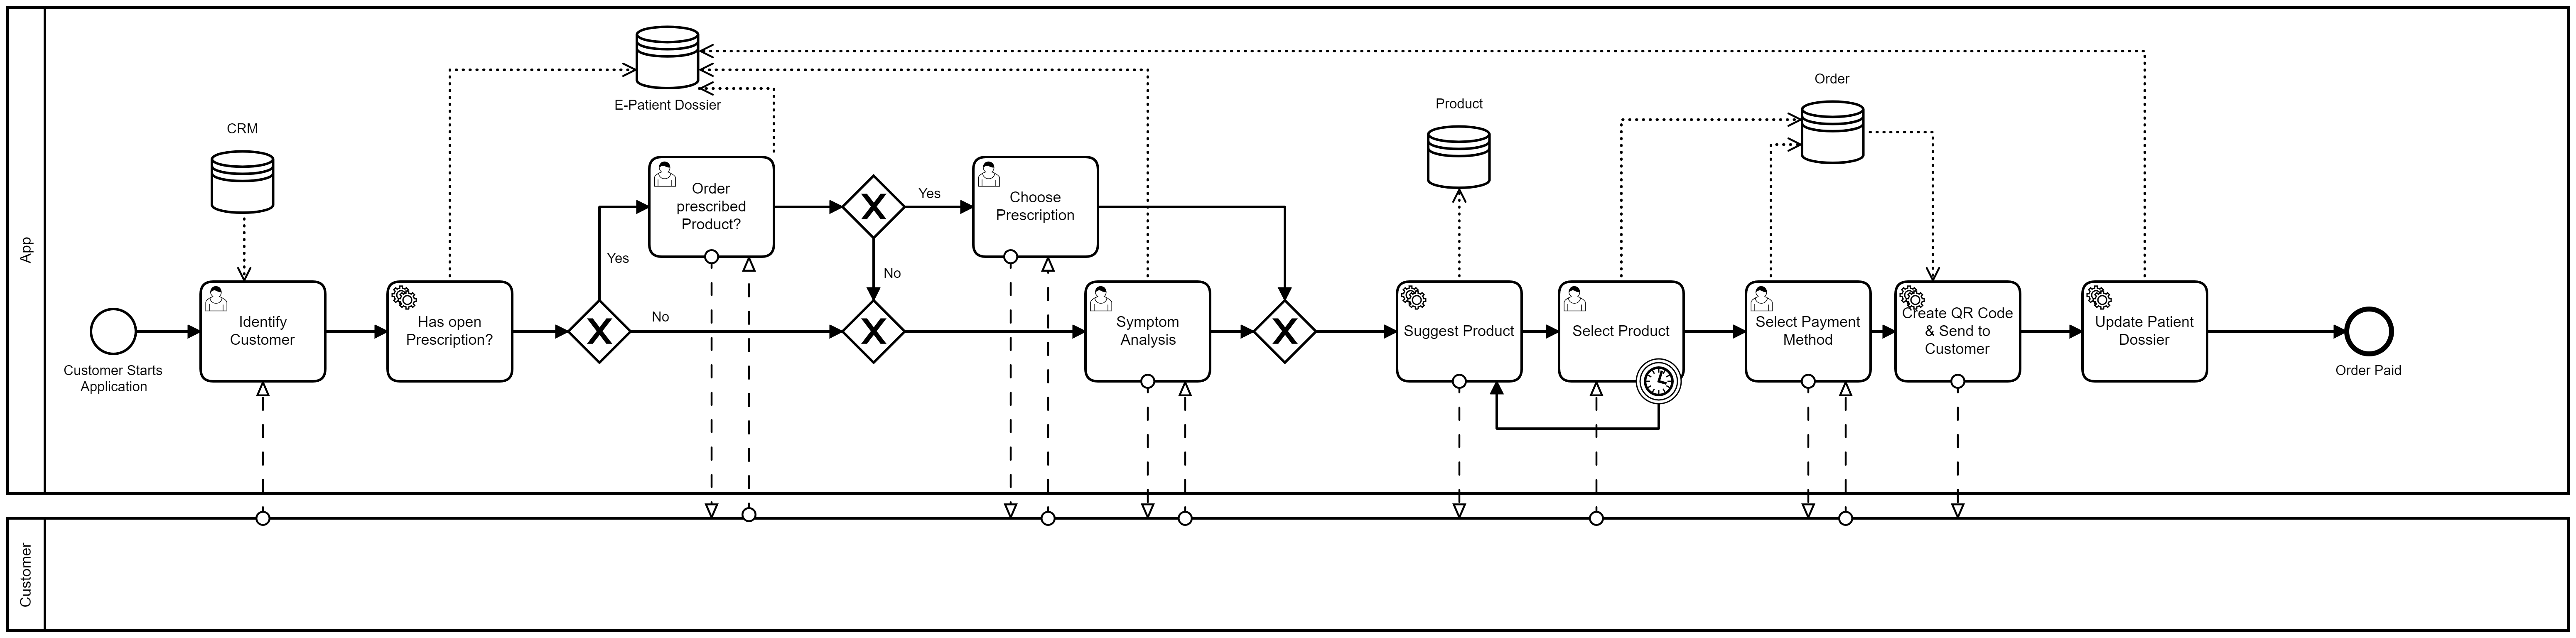 App
Customer Starts
Application
CRM
Identify
Customer
Has open
Prescription?
Yes
No
E-Patient Dossier
Order
prescribed
Product?
Yes
No
Choose
Prescription
Symptom
Analysis
Product
Suggest Product
Select Product
Order
Select Payment
Method
Create QR Code
& Send to
Customer
Update Patient
Dossier
Order Paid
Customer